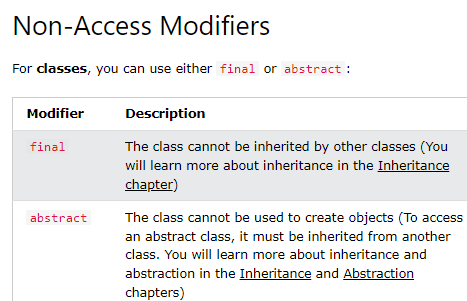 Non-Access Modifiers
For classes, you can use either final or abstract:
Modifier Description
final The class cannot be inherited by other classes (You
will learn more about inheritance in the Inheritance
chapter)
abstract The class cannot be used to create objects (To access
an abstract class, it must be inherited from another
class. You will learn more about inheritance and
abstraction in the Inheritance and Abstraction
chapters)